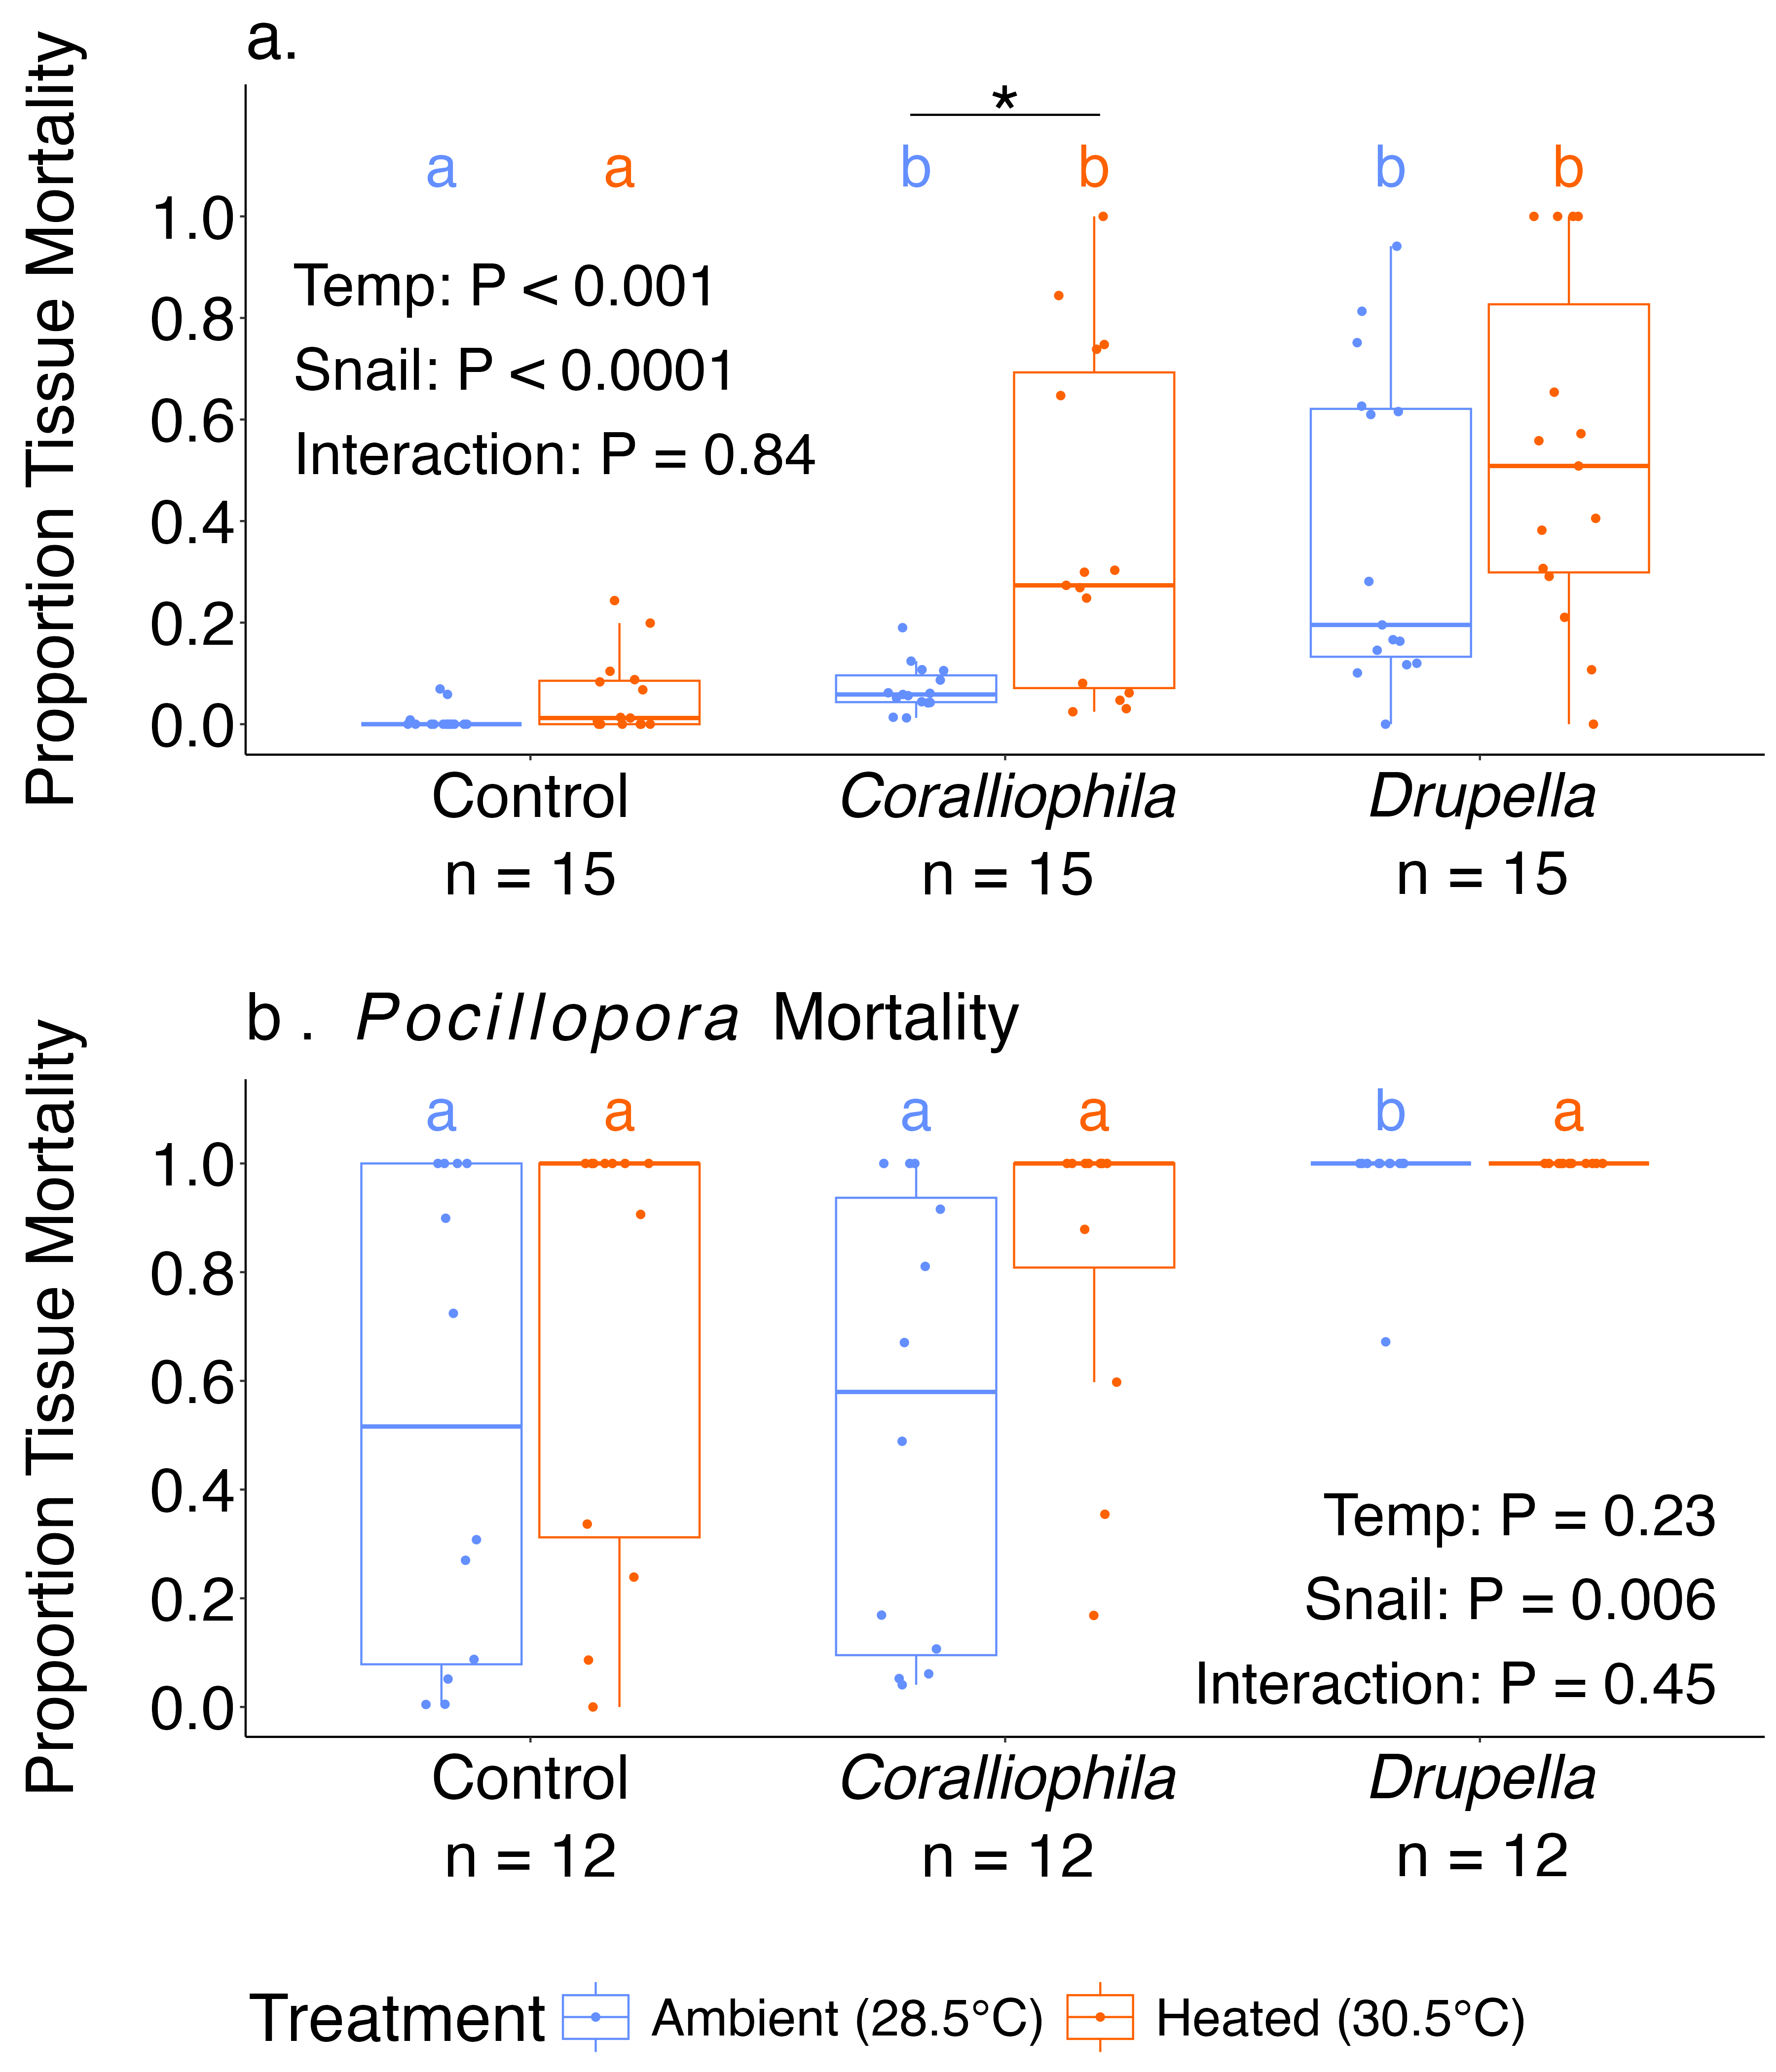 a.
Proportion Tissue Mortality
*
a a b b b b
1.0
0.8
0.6
0.4
0.2
0.0
Temp: P < 0.001
Snail: P < 0.0001
Interaction: P = 0.84
Control Coralliophila Drupella
n = 15 n = 15 n = 15
b. Pocillopora Mortality
Proportion Tissue Mortality
a a a a b a
1.0
0.8
0.6
0.4
0.2
0.0
Temp: P = 0.23
Snail: P = 0.006
Interaction: P = 0.45
Control Coralliophila Drupella
n = 12 n = 12 n = 12
Treatment Ambient (28.5°C) Heated (30.5°C)